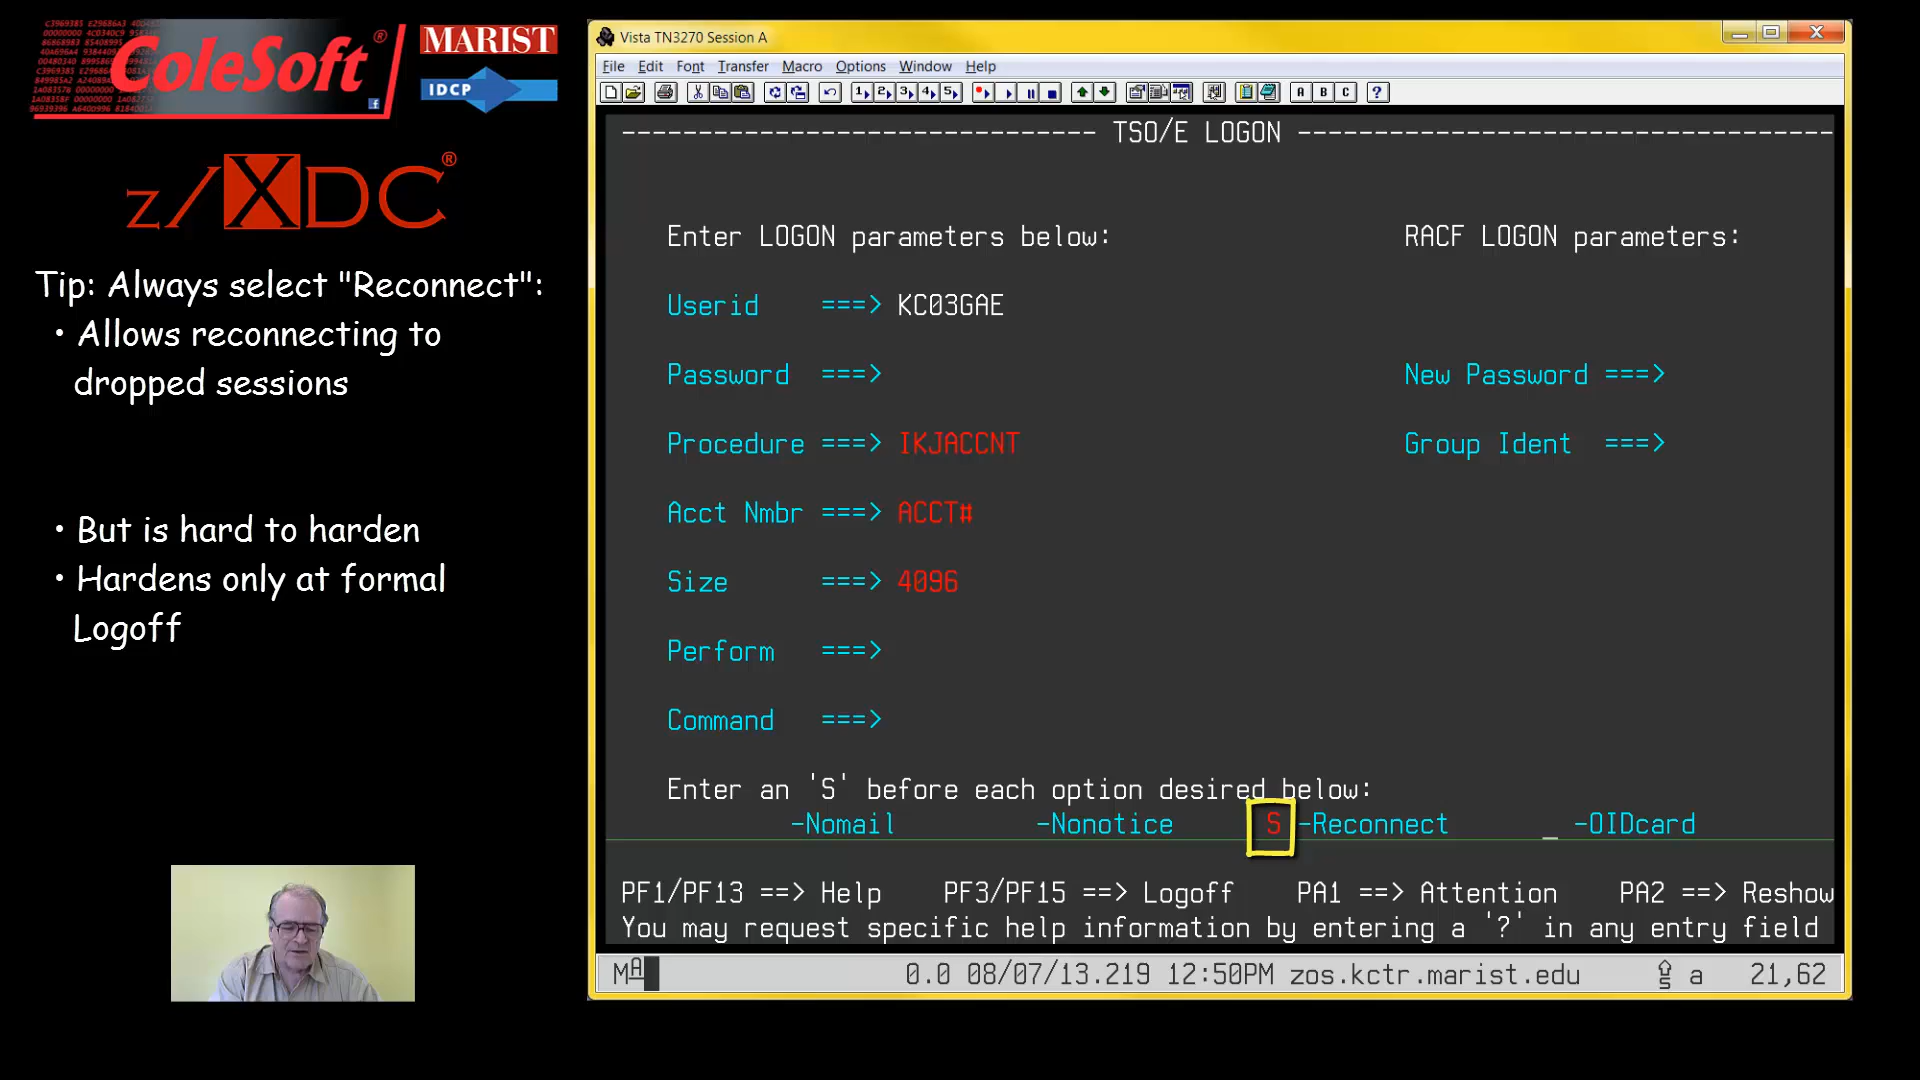 ColeSoft®
MARIST
IDCP
z/XDC®
Tip: Always select "Reconnect":
• Allows reconnecting to
dropped sessions
• But is hard to harden
• Hardens only at formal
Logoff
Vista TN3270 Session A
File Edit Font Transfer Macro Options Window Help
A B C ?
------------------------------- TSO/E LOGON -----------------------------------
Enter LOGON parameters below: RACF LOGON parameters:
Userid ===> KC03GAE
Password ===> New Password ===>
Procedure ===> IKJACCNT Group Ident ===>
Acct Nmbr ===> ACCT#
Size ===> 4096
Perform ===>
Command ===>
Enter an 'S' before each option desired below:
-Nomail -Nonotice S -Reconnect _ -OIDcard
PF1/PF13 ==> Help PF3/PF15 ==> Logoff PA1 ==> Attention PA2 ==> Reshow
You may request specific help information by entering a '?' in any entry field
MA 0.0 08/07/13.219 12:50PM zos.kctr.marist.edu a 21,62